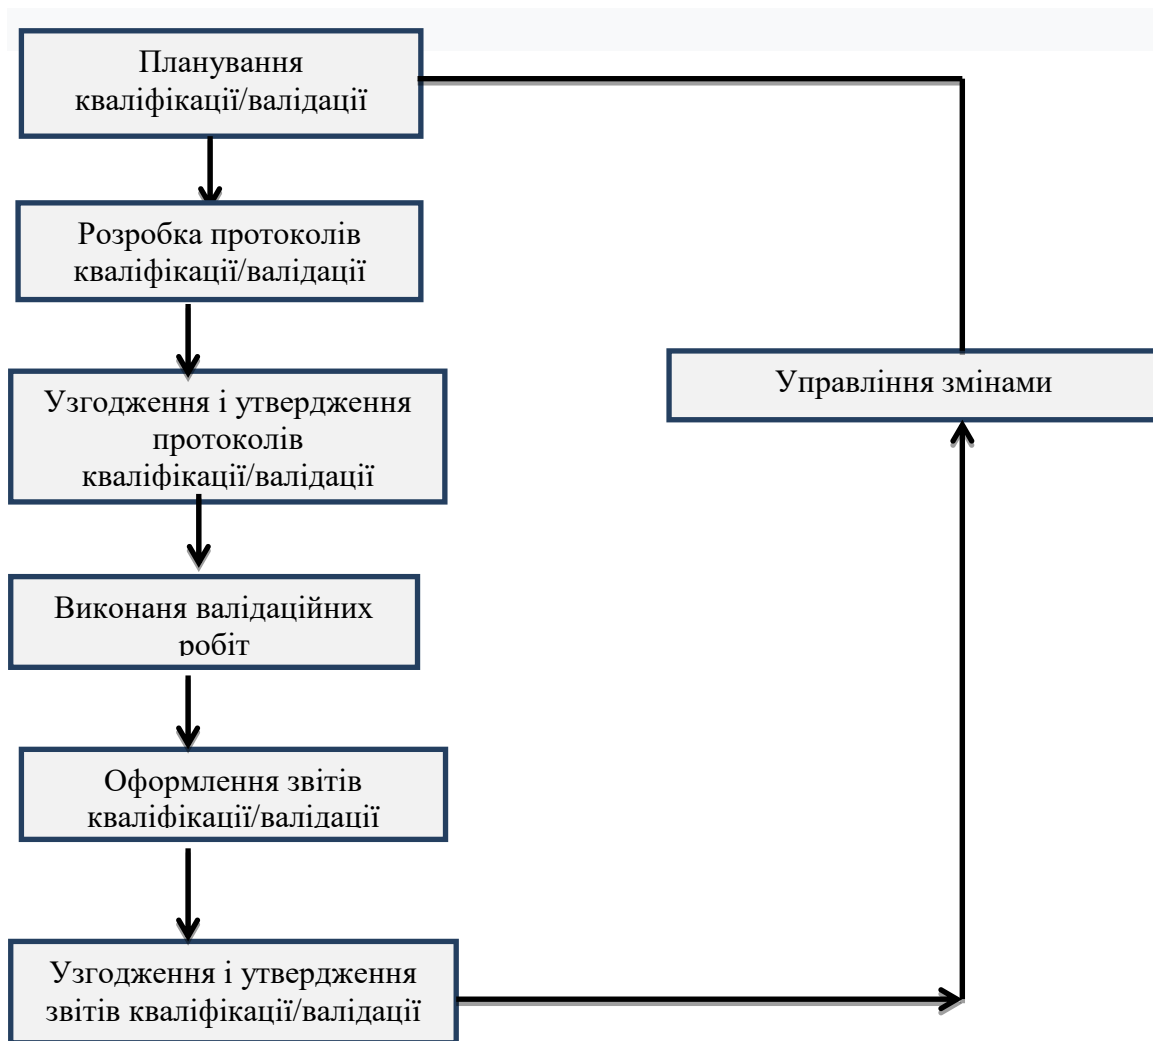 Планування
кваліфікації/валідації
Розробка протоколів
кваліфікації/валідації
Узгодження і утвердження
протоколів
кваліфікації/валідації
Управління змінами
Виконаня валідаційних
робіт
Оформлення звітів
кваліфікації/валідації
Узгодження і утвердження
звітів кваліфікації/валідації